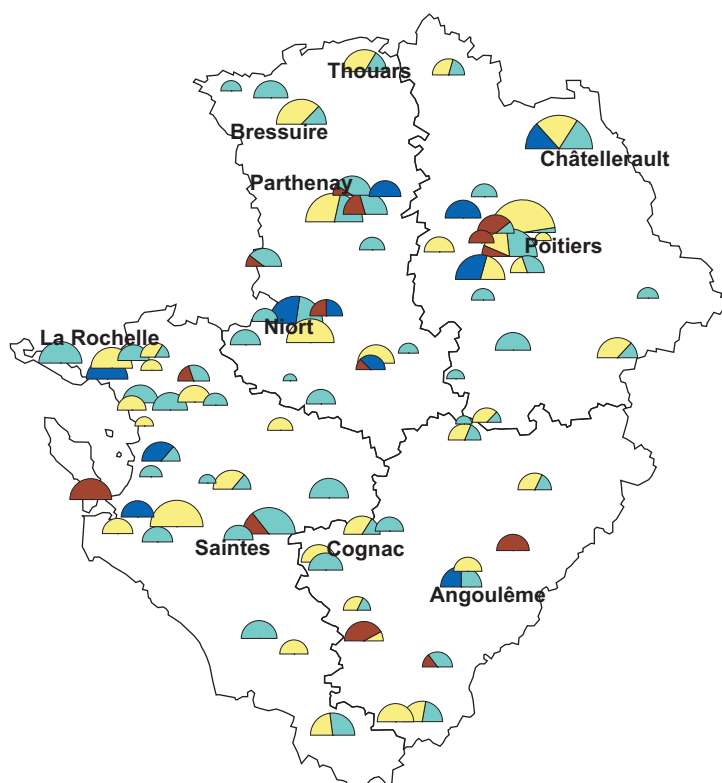 Thouars
Bressuire
Châtellerault
Parthenay
Poitiers
Niort
La Rochelle
Saintes
Cognac
Angoulême